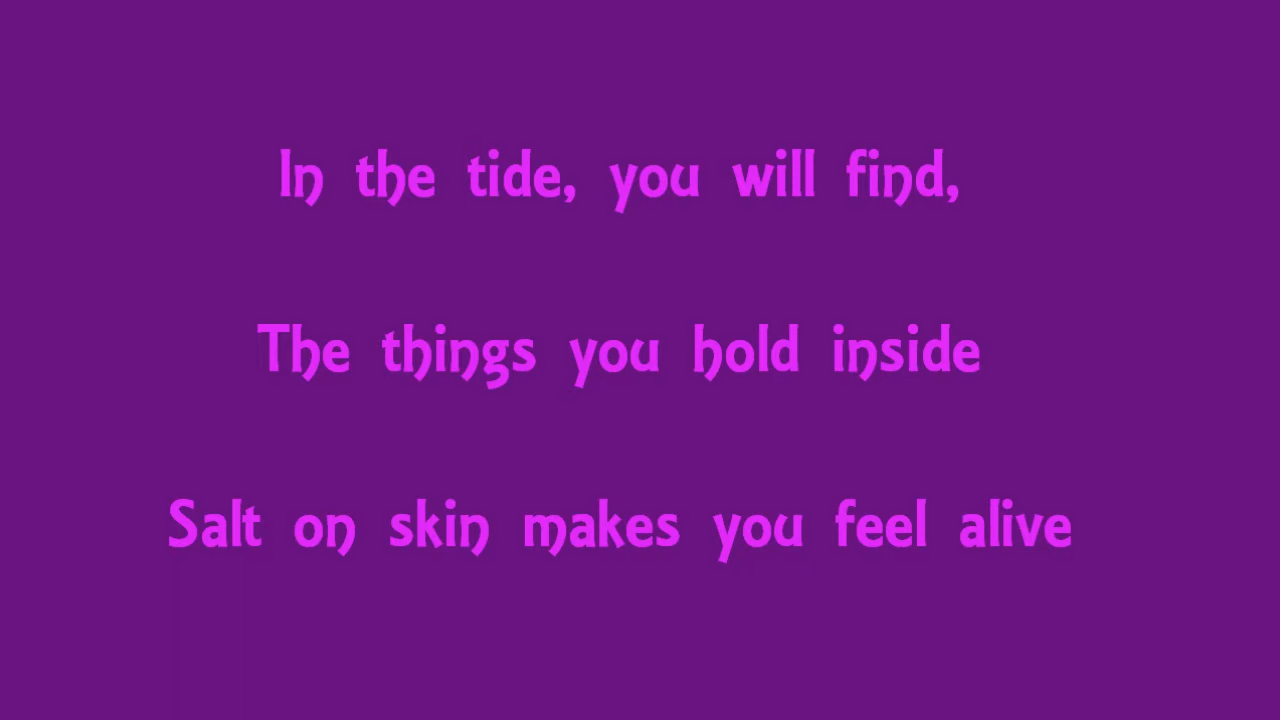 In the tide, you will find,
The things you hold inside
Salt on skin makes you feel alive